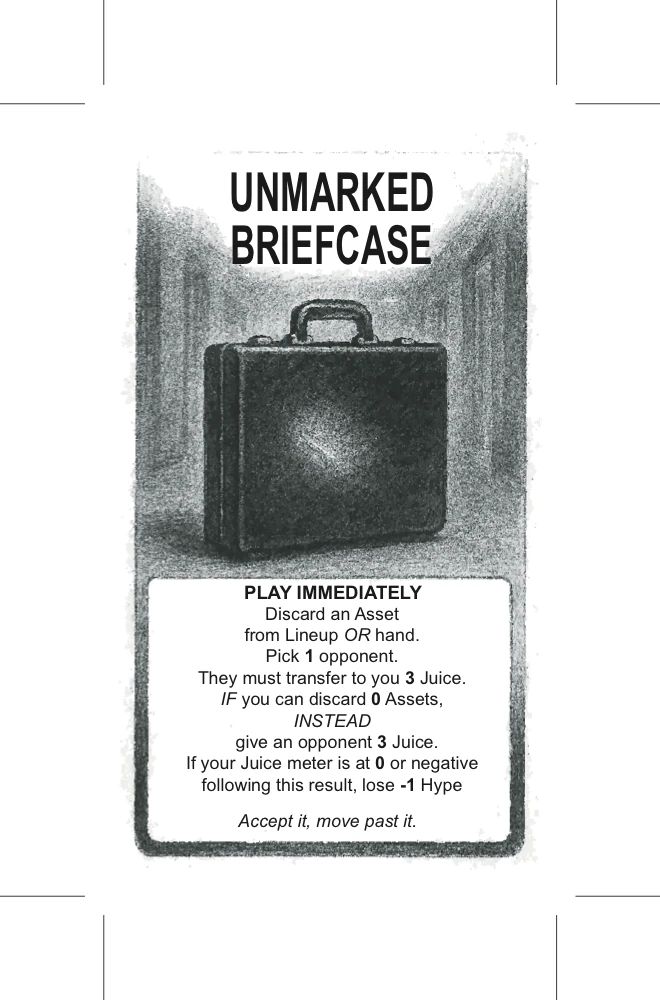 UNMARKED
BRIEFCASE
PLAY IMMEDIATELY
Discard an Asset
from Lineup OR hand.
Pick 1 opponent.
They must transfer to you 3 Juice.
IF you can discard 0 Assets,
INSTEAD
give an opponent 3 Juice.
If your Juice meter is at 0 or negative
following this result, lose -1 Hype
Accept it, move past it.